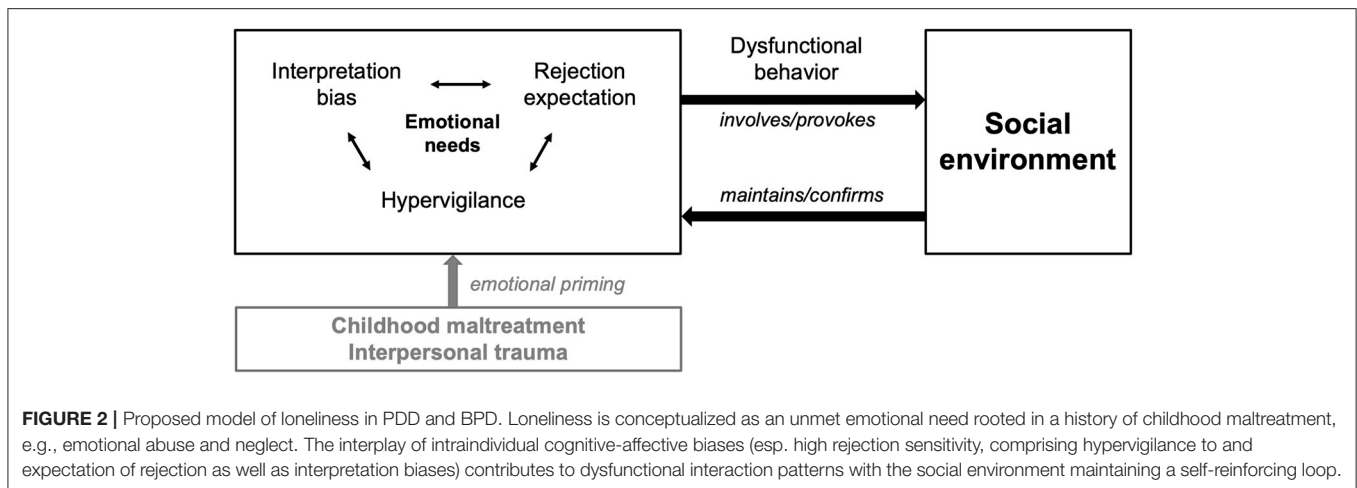 Interpretation
bias
Rejection
expectation
Emotional
needs
Hypervigilance
Dysfunctional
behavior
involves/provokes
maintains/confirms
Social
environment
emotional priming
Childhood maltreatment
Interpersonal trauma
FIGURE 2 | Proposed model of loneliness in PDD and BPD. Loneliness is conceptualized as an unmet emotional need rooted in a history of childhood maltreatment,
e.g., emotional abuse and neglect. The interplay of intraindividual cognitive-affective biases (esp. high rejection sensitivity, comprising hypervigilance to and
expectation of rejection as well as interpretation biases) contributes to dysfunctional interaction patterns with the social environment maintaining a self-reinforcing loop.